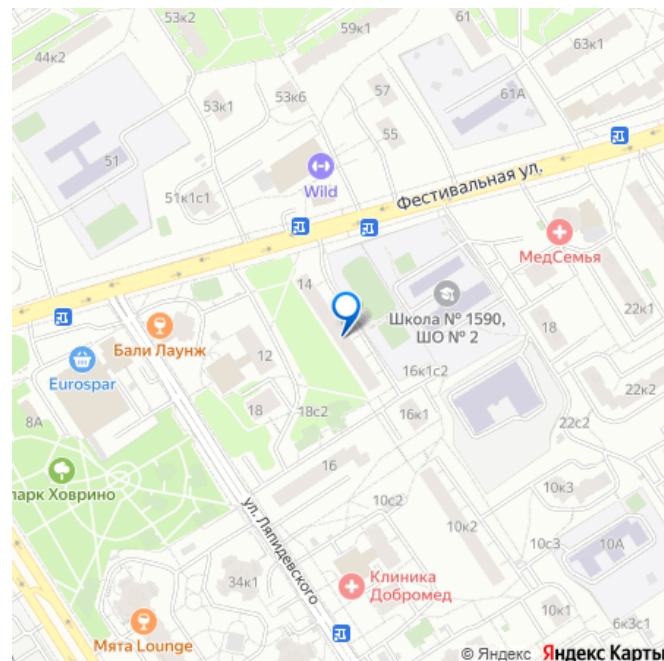 53к2
59к1
61
63к1
44к2
53к1
53к6
57
61А
55
51
Wild
51к1с1
Фестивальная ул.
МедСемья
14
Школа № 1590,
ШО № 2
22к1
18
Бали Лаунж
12
Eurospar
16к1с2
18
18с2
16к1
22к2
8А
22с2
парк Ховрино
16
10к3
ул. Ляпидевского
10с2
10к2
10с3
10А
34к1
Клиника
Добромед
10к1
6к3с1
Мята Lounge
© Яндекс Яндекс Карты